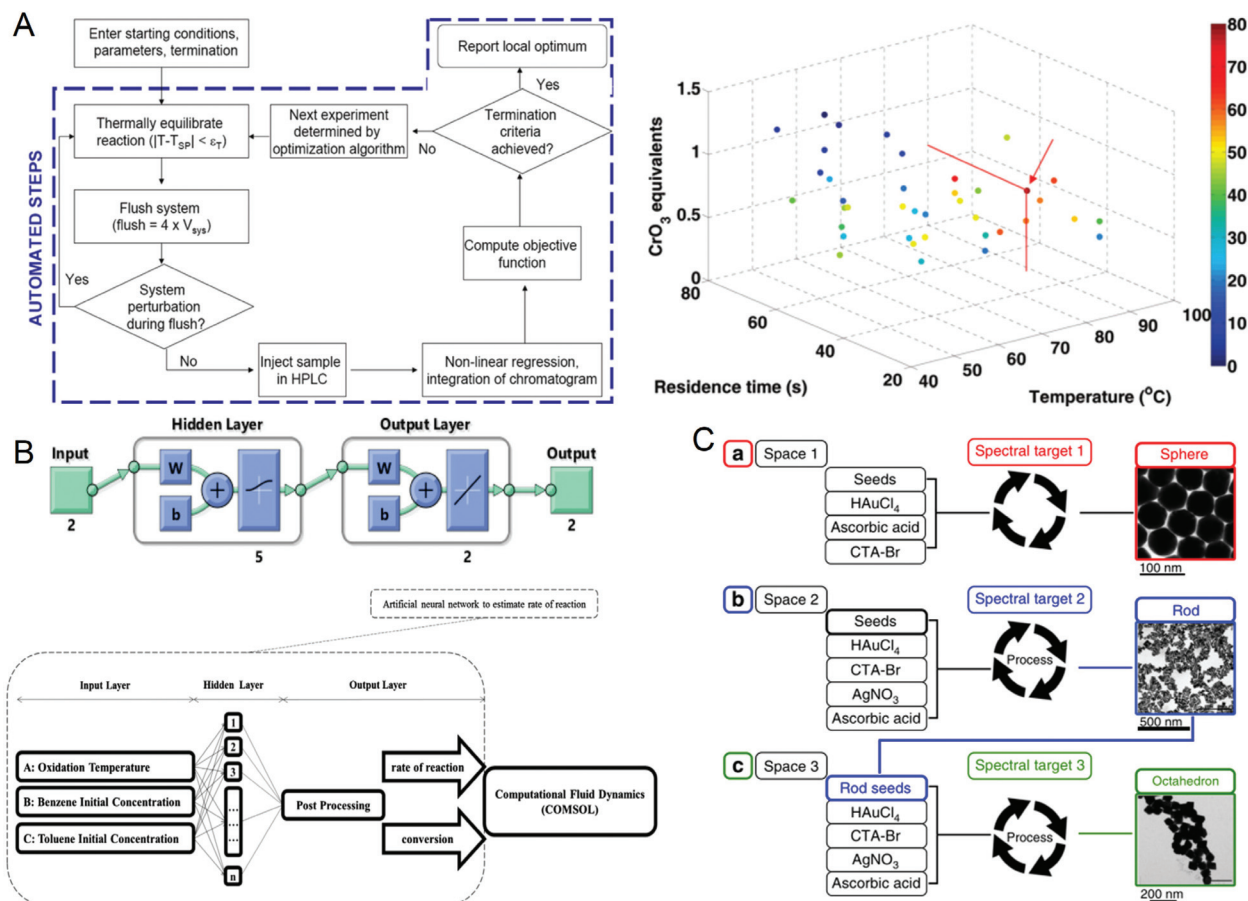 A
Enter starting conditions,
parameters, termination
Report local optimum
Yes
Thermally equilibrate
reaction (|T-T_SP| < ε_T)
Next experiment
determined by
optimization algorithm
No
Termination
criteria
achieved?
Flush system
(flush = 4 x V_sys)
Compute objective
function
Yes
System
perturbation
during flush?
No
Inject sample
in HPLC
Non-linear regression,
integration of chromatogram
AUTOMATED STEPS
CrO₃ equivalents
1.5
1
0.5
0
80
60
40
20
Residence time (s)
40
50
60
70
80
90
100
Temperature (°C)
80
70
60
50
40
30
20
10
0
B
Hidden Layer
Output Layer
Input
Output
W
b
+
W
b
+
2
5
2
2
Artificial neural network to estimate rate of reaction
Input Layer
Hidden Layer
Output Layer
A: Oxidation Temperature
B: Benzene Initial Concentration
C: Toluene Initial Concentration
1
2
3
...
...
n
Post Processing
rate of reaction
conversion
Computational Fluid Dynamics
(COMSOL)
C
a
Space 1
Seeds
HAuCl₄
Ascorbic acid
CTA-Br
Spectral target 1
Sphere
100 nm
b
Space 2
Seeds
HAuCl₄
CTA-Br
AgNO₃
Ascorbic acid
Spectral target 2
Process
Rod
500 nm
c
Space 3
Rod seeds
HAuCl₄
CTA-Br
AgNO₃
Ascorbic acid
Spectral target 3
Process
Octahedron
200 nm